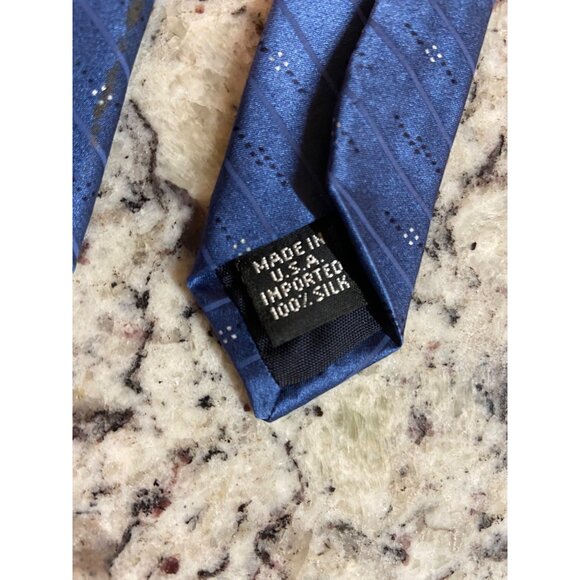 MADE IN
U.S.A.
IMPORTED
100% SILK